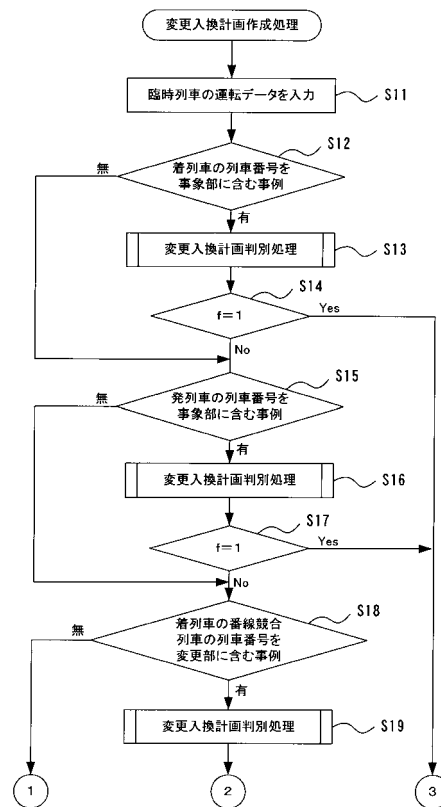 変更入換計画作成処理
臨時列車の運転データを入力
S11
S12
着列車の列車番号を
事象部に含む事例
無
有
変更入換計画判別処理
S13
S14
f=1
Yes
No
S15
発列車の列車番号を
事象部に含む事例
無
有
変更入換計画判別処理
S16
S17
f=1
Yes
No
S18
着列車の番線競合
列車の列車番号を
変更部に含む事例
無
有
変更入換計画判別処理
S19
1
2
3